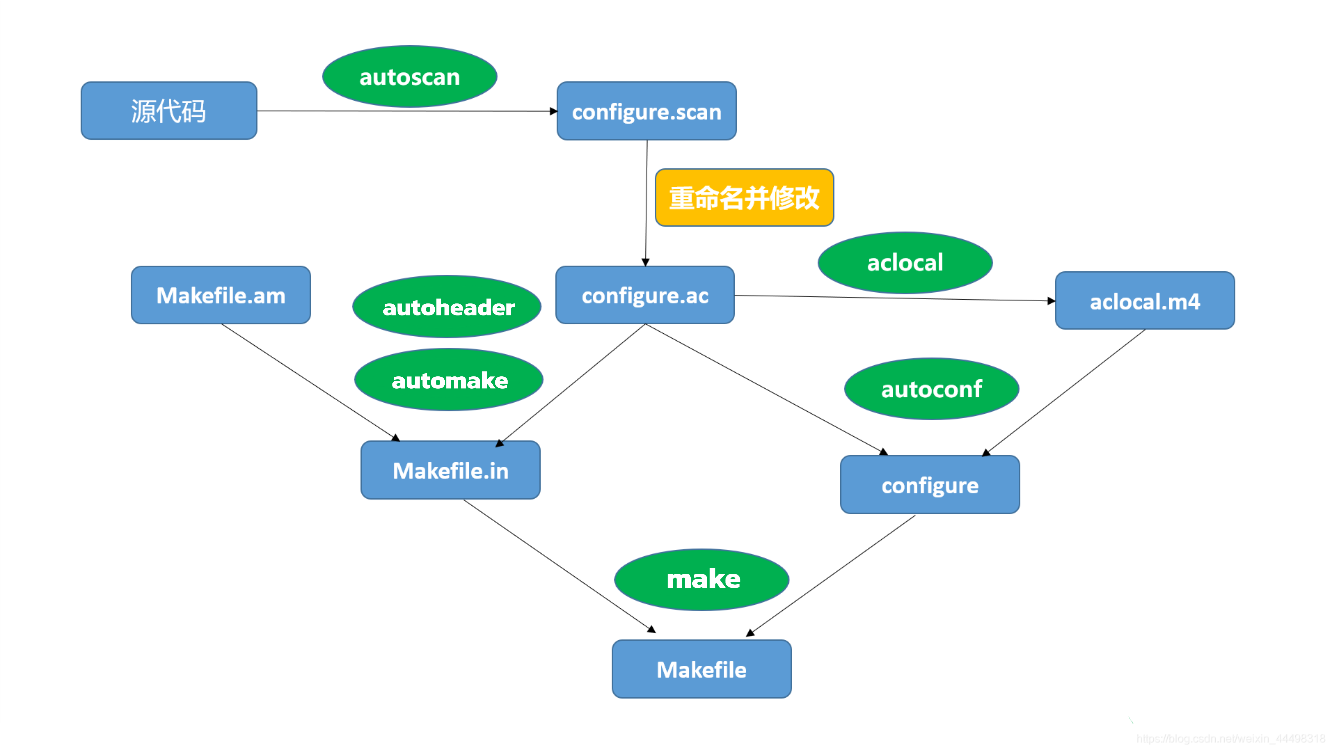 autoscan
源代码
configure.scan
重命名并修改
aclocal
Makefile.am
autoheader
configure.ac
aclocal.m4
automake
autoconf
Makefile.in
configure
make
Makefile
https://blog.csdn.net/weixin_44498318